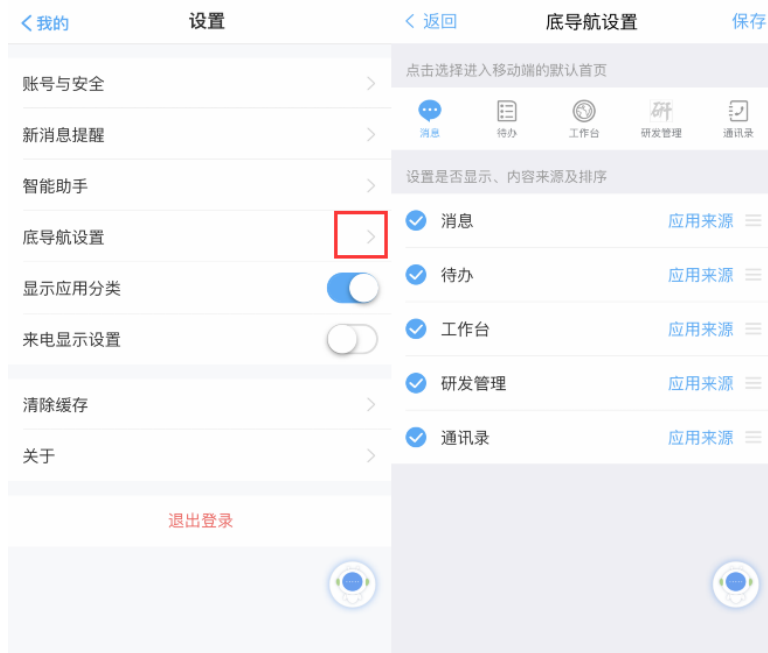 我的
设置
账号与安全
新消息提醒
智能助手
底导航设置
显示应用分类
来电显示设置
清除缓存
关于
退出登录
返回
底导航设置
保存
点击选择进入移动端的默认首页
研
消息
待办
工作台
研发管理
通讯录
设置是否显示、内容来源及排序
消息 应用来源
待办 应用来源
工作台 应用来源
研发管理 应用来源
通讯录 应用来源